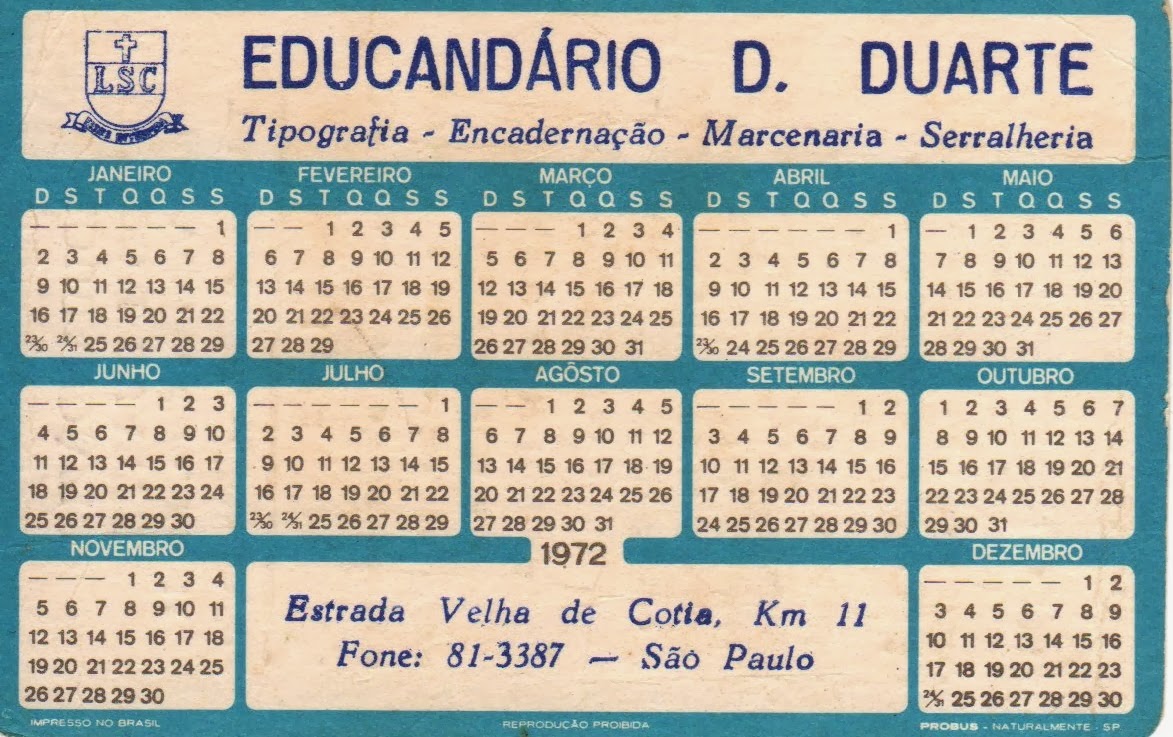 LSC
EDUCANDÁRIO D. DUARTE
Tipografia - Encadernação - Marcenaria - Serralheria
JANEIRO FEVEREIRO MARÇO ABRIL MAIO
D S T Q Q S S D S T Q Q S S D S T Q Q S S D S T Q Q S S D S T Q Q S S
— — — — — — 1 — — 1 2 3 4 5 — — — 1 2 3 4 — — — — — — 1 — 1 2 3 4 5 6
2 3 4 5 6 7 8 6 7 8 9 10 11 12 5 6 7 8 9 10 11 2 3 4 5 6 7 8 7 8 9 10 11 12 13
9 10 11 12 13 14 15 13 14 15 16 17 18 19 12 13 14 15 16 17 18 9 10 11 12 13 14 15 14 15 16 17 18 19 20
16 17 18 19 20 21 22 20 21 22 23 24 25 26 19 20 21 22 23 24 25 16 17 18 19 20 21 22 21 22 23 24 25 26 27
23/30 24/31 25 26 27 28 29 27 28 29 26 27 28 29 30 31 23/30 24 25 26 27 28 29 28 29 30 31
JUNHO JULHO AGÔSTO SETEMBRO OUTUBRO
— — — — 1 2 3 — — — — — — 1 — — 1 2 3 4 5 — — — — — 1 2 1 2 3 4 5 6 7
4 5 6 7 8 9 10 2 3 4 5 6 7 8 6 7 8 9 10 11 12 3 4 5 6 7 8 9 8 9 10 11 12 13 14
11 12 13 14 15 16 17 9 10 11 12 13 14 15 13 14 15 16 17 18 19 10 11 12 13 14 15 16 15 16 17 18 19 20 21
18 19 20 21 22 23 24 16 17 18 19 20 21 22 20 21 22 23 24 25 26 17 18 19 20 21 22 23 22 23 24 25 26 27 28
25 26 27 28 29 30 23/30 24/31 25 26 27 28 29 27 28 29 30 31 24 25 26 27 28 29 30 29 30 31
NOVEMBRO 1972 DEZEMBRO
— — — 1 2 3 4 — — — — — 1 2
5 6 7 8 9 10 11 Estrada Velha de Cotia, Km 11 3 4 5 6 7 8 9
12 13 14 15 16 17 18 10 11 12 13 14 15 16
19 20 21 22 23 24 25 Fone: 81-3387 — São Paulo 17 18 19 20 21 22 23
26 27 28 29 30 24/31 25 26 27 28 29 30
IMPRESSO NO BRASIL REPRODUÇÃO PROIBIDA PROBUS - NATURALMENTE - SP